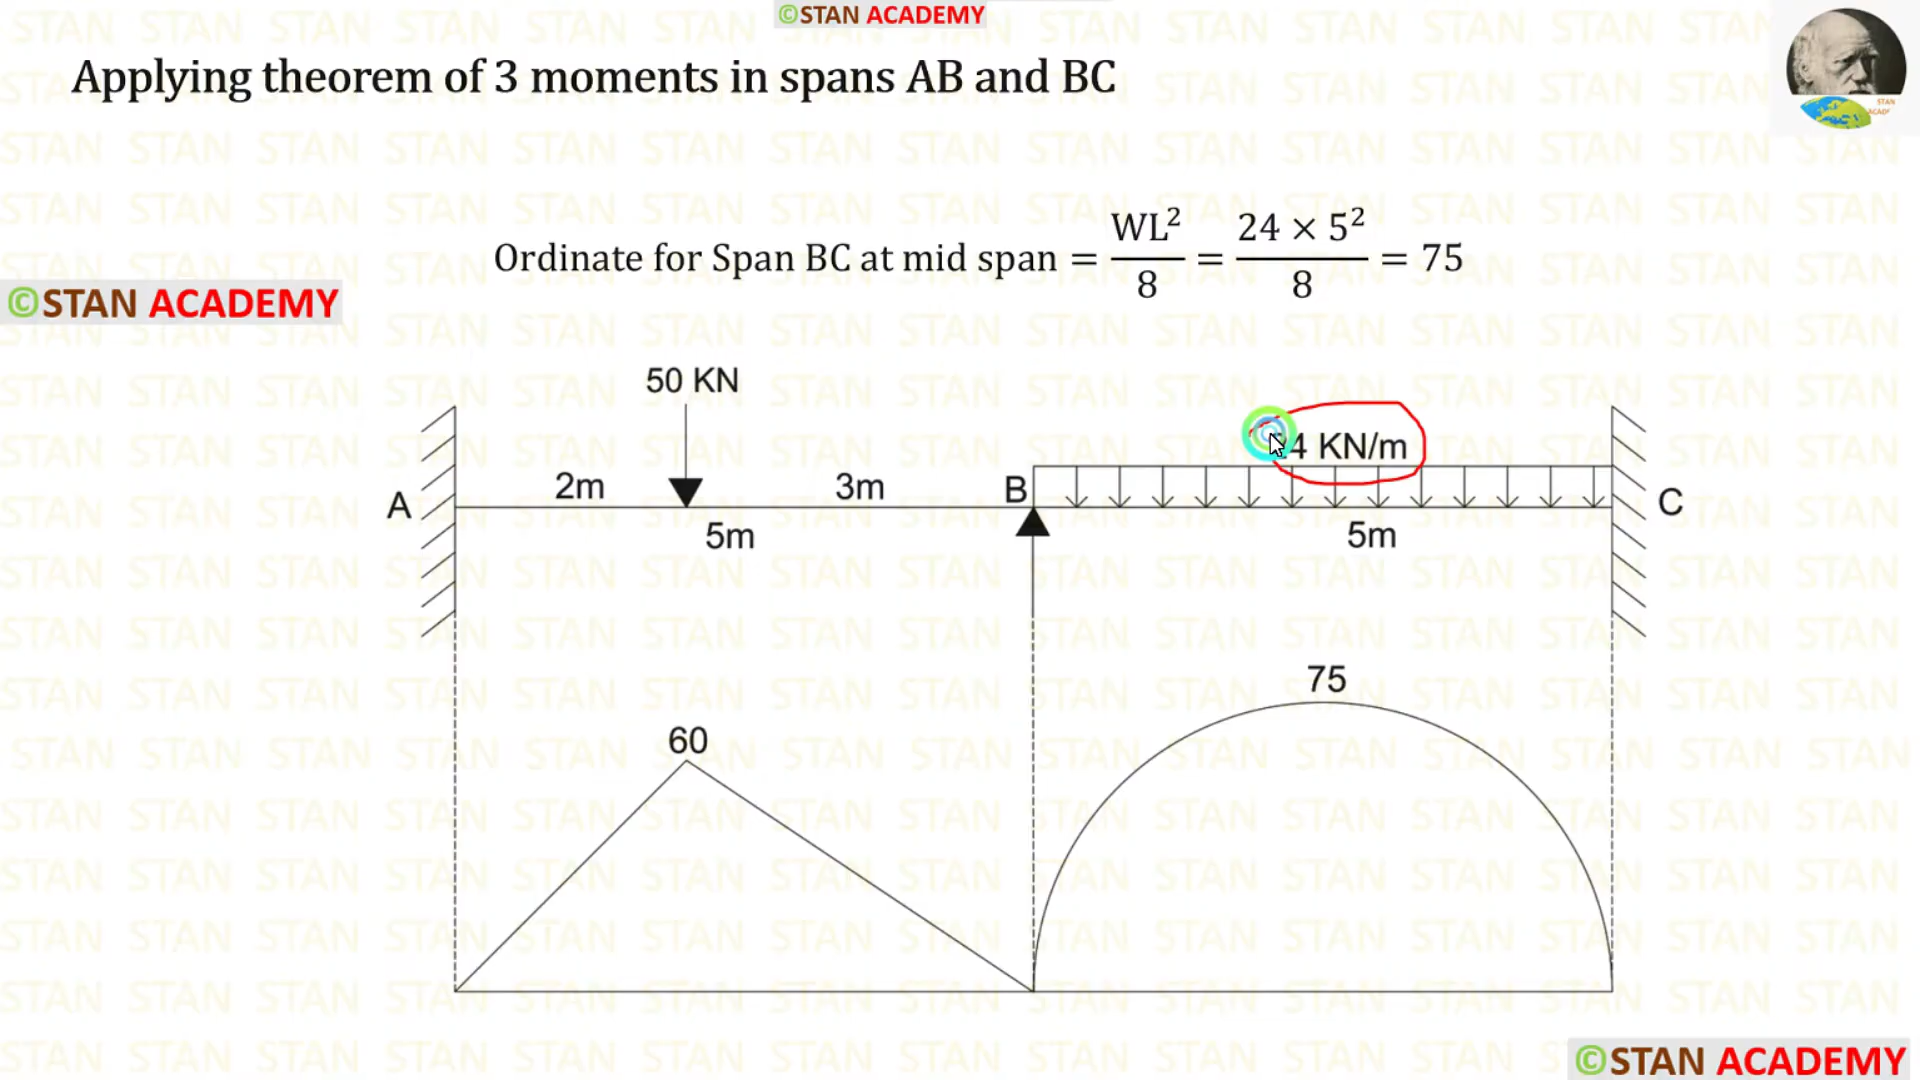 ©STAN ACADEMY
Applying theorem of 3 moments in spans AB and BC
STAN
ACADY
Ordinate for Span BC at mid span = WL²/8 = 24 × 5²/8 = 75
©STAN ACADEMY
50 KN
4 KN/m
A 2m 3m B C
5m 5m
75
60
©STAN ACADEMY